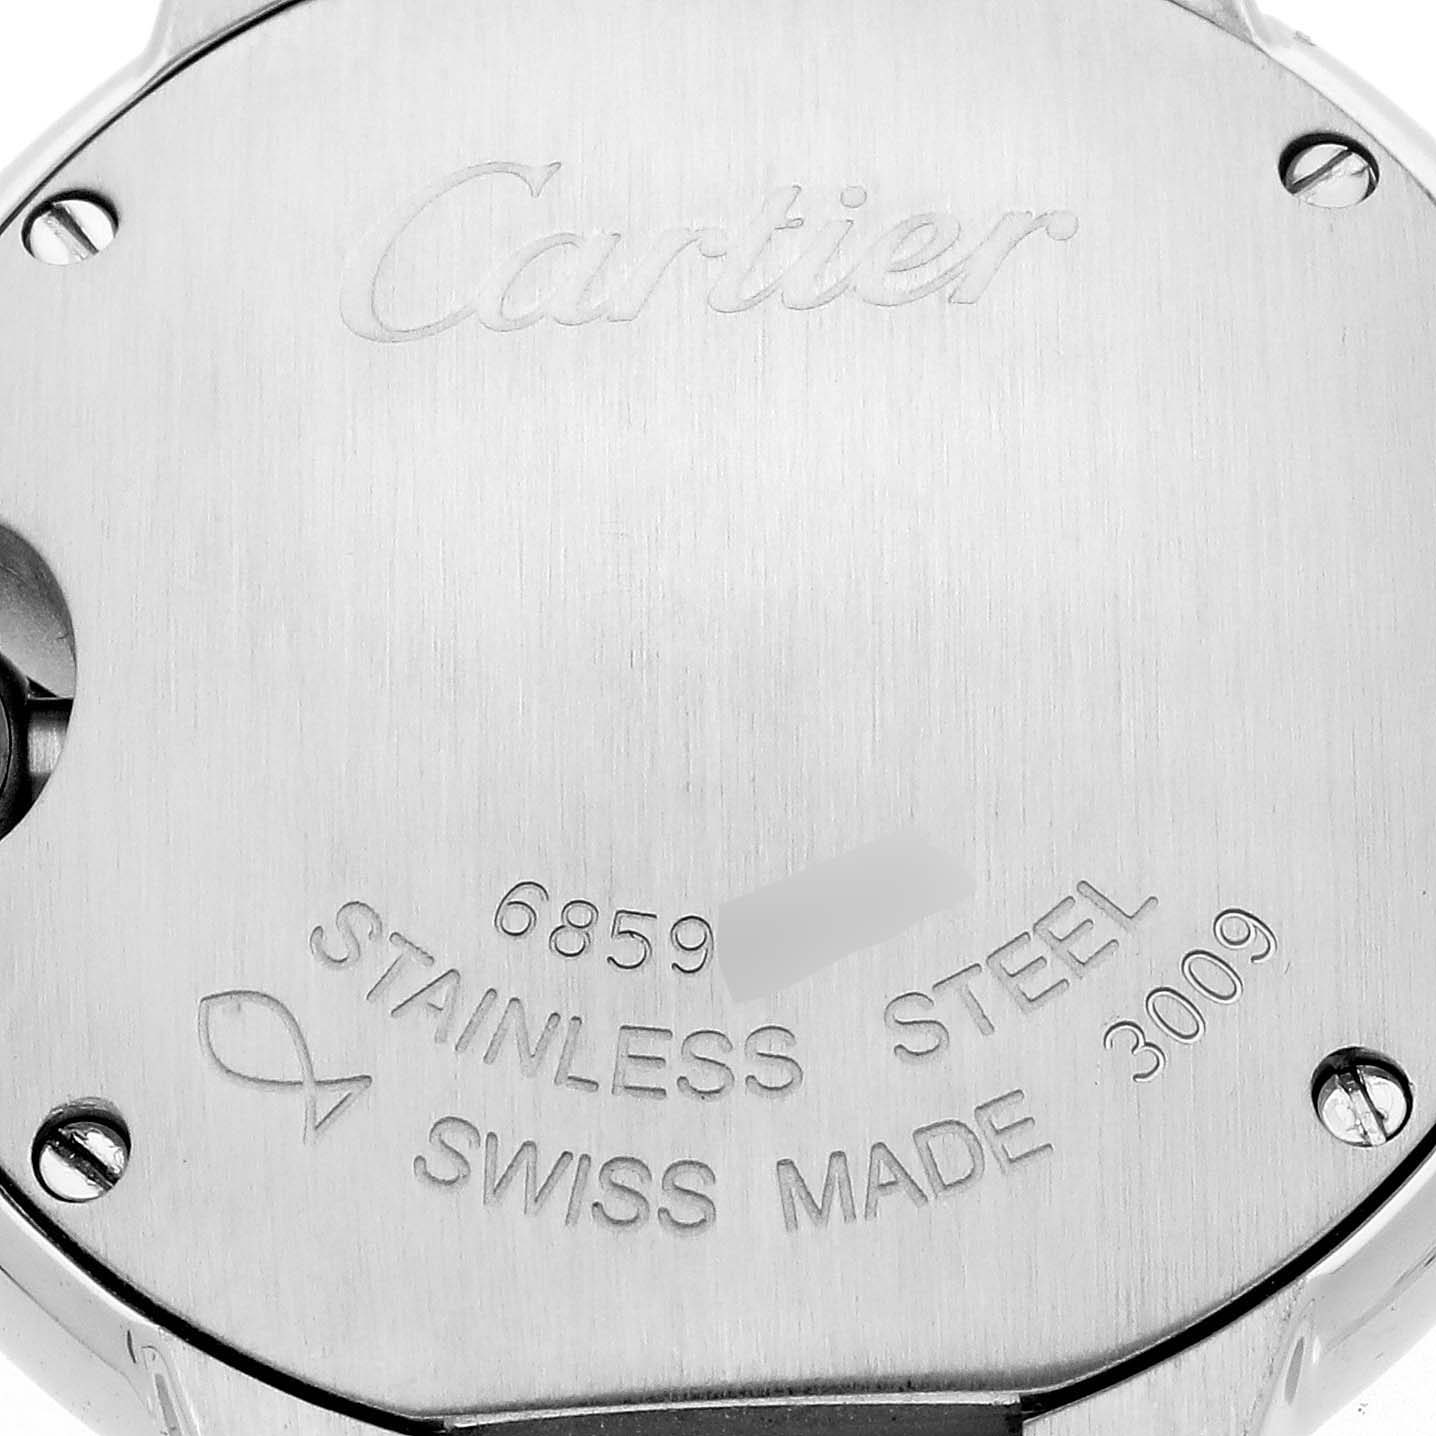 Cartier
6859
STAINLESS STEEL
3009
SWISS MADE